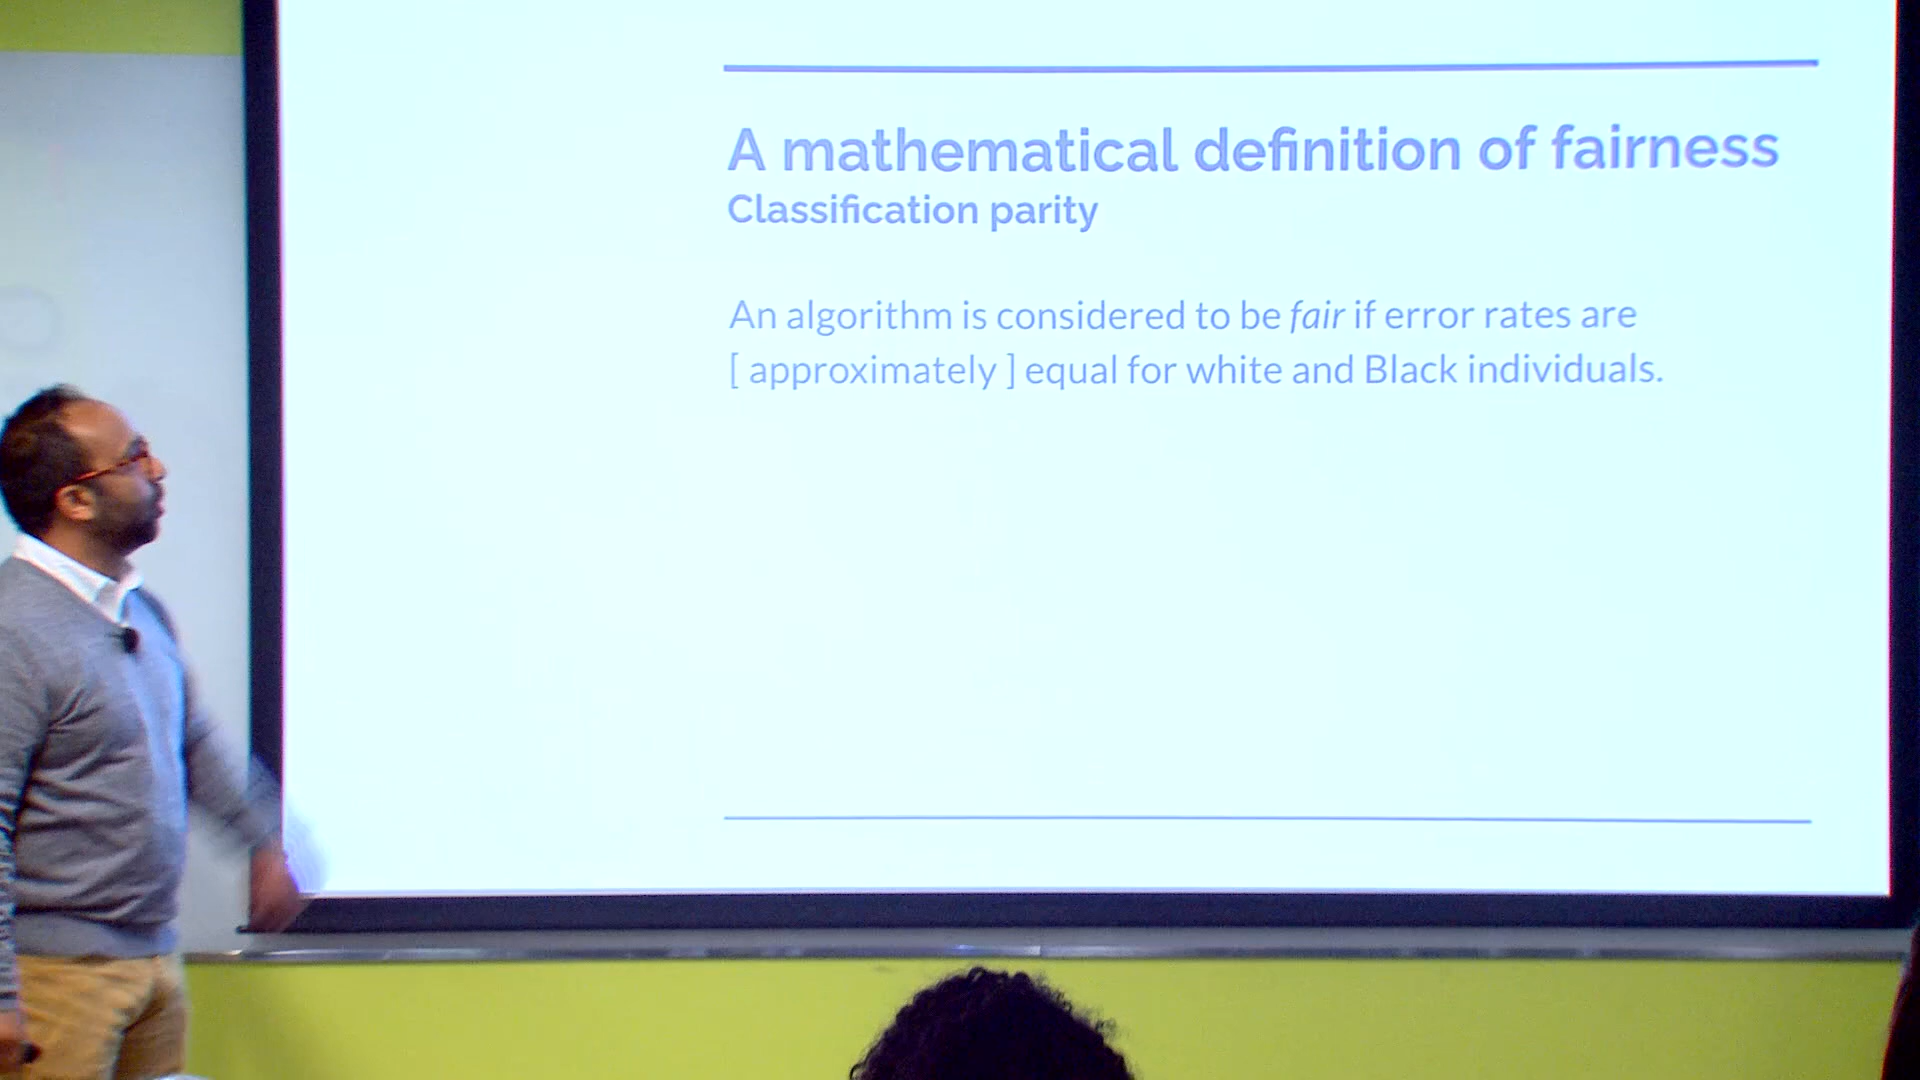 A mathematical definition of fairness
Classification parity
An algorithm is considered to be fair if error rates are
[ approximately ] equal for white and Black individuals.